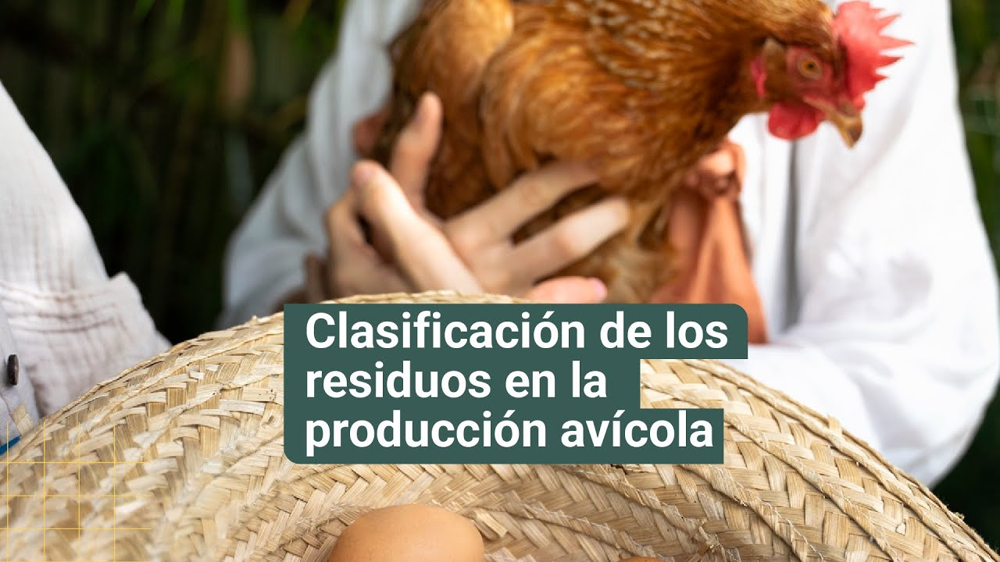 Clasificación de los
residuos en la
producción avícola